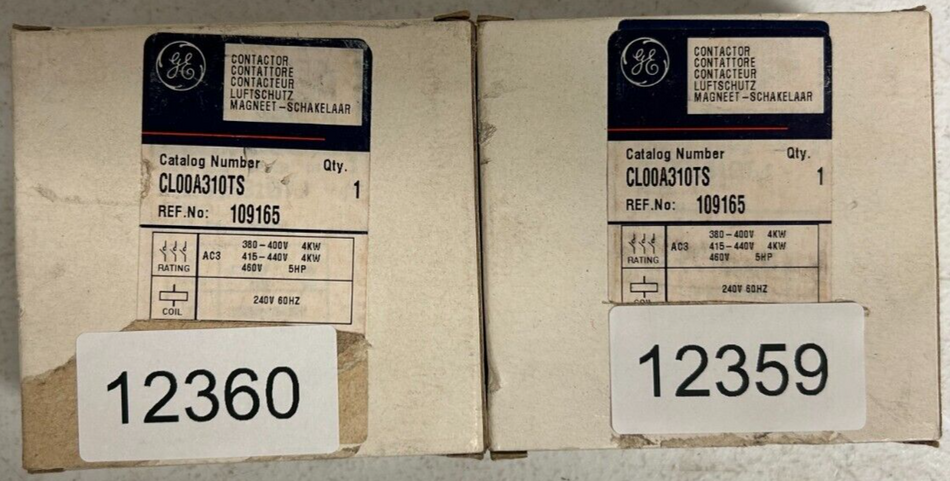 GE
CONTACTOR
CONTATTORE
CONTACTEUR
LUFTSCHUTZ
MAGNEET-SCHAKELAAR
Catalog Number Qty.
CL00A310TS 1
REF.No: 109165
RATING AC3 380-400V 4KW
415-440V 4KW
460V 5HP
COIL 240V 60HZ
12360
GE
CONTACTOR
CONTATTORE
CONTACTEUR
LUFTSCHUTZ
MAGNEET-SCHAKELAAR
Catalog Number Qty.
CL00A310TS 1
REF.No: 109165
RATING AC3 380-400V 4KW
415-440V 4KW
460V 5HP
COIL 240V 60HZ
12359